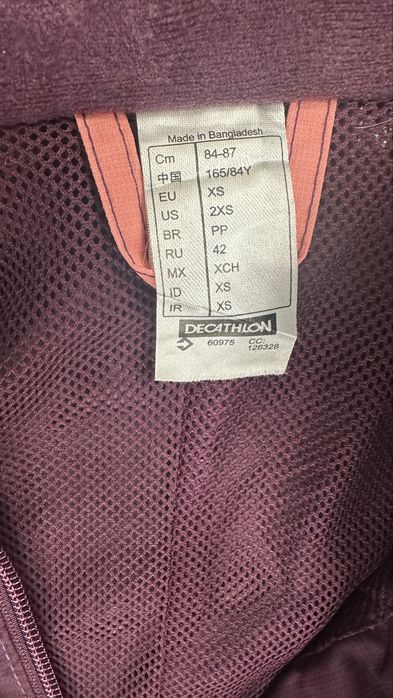 Made in Bangladesh
Cm 84-87
中国 165/84Y
EU XS
US 2XS
BR PP
RU 42
MX XCH
ID XS
IR XS
DECATHLON
60975 CC:
126328